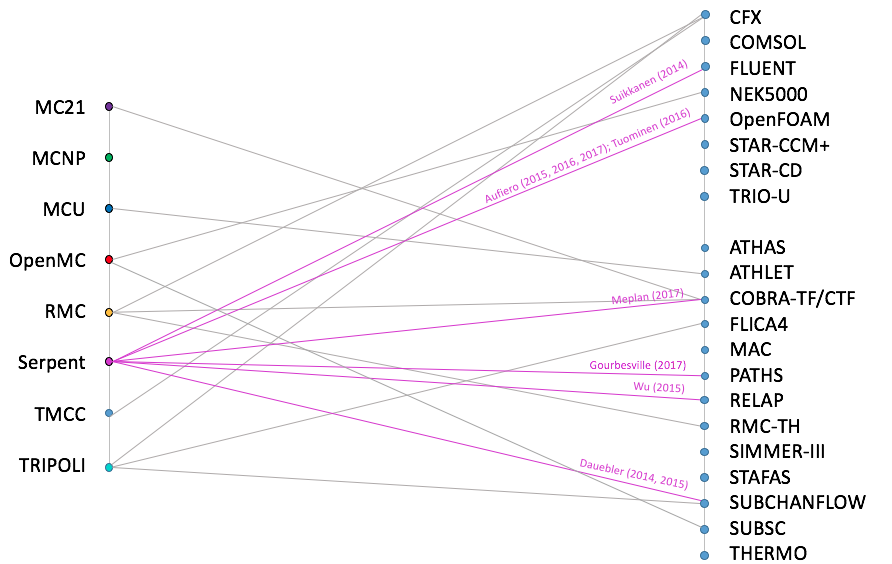 MC21
MCNP
MCU
OpenMC
RMC
Serpent
TMCC
TRIPOLI
Suikkanen (2014)
Aufiero (2015, 2016, 2017); Tuominen (2016)
Meplan (2017)
Gourbesville (2017)
Wu (2015)
Dauebler (2014, 2015)
CFX
COMSOL
FLUENT
NEK5000
OpenFOAM
STAR-CCM+
STAR-CD
TRIO-U
ATHAS
ATHLET
COBRA-TF/CTF
FLICA4
MAC
PATHS
RELAP
RMC-TH
SIMMER-III
STAFAS
SUBCHANFLOW
SUBSC
THERMO